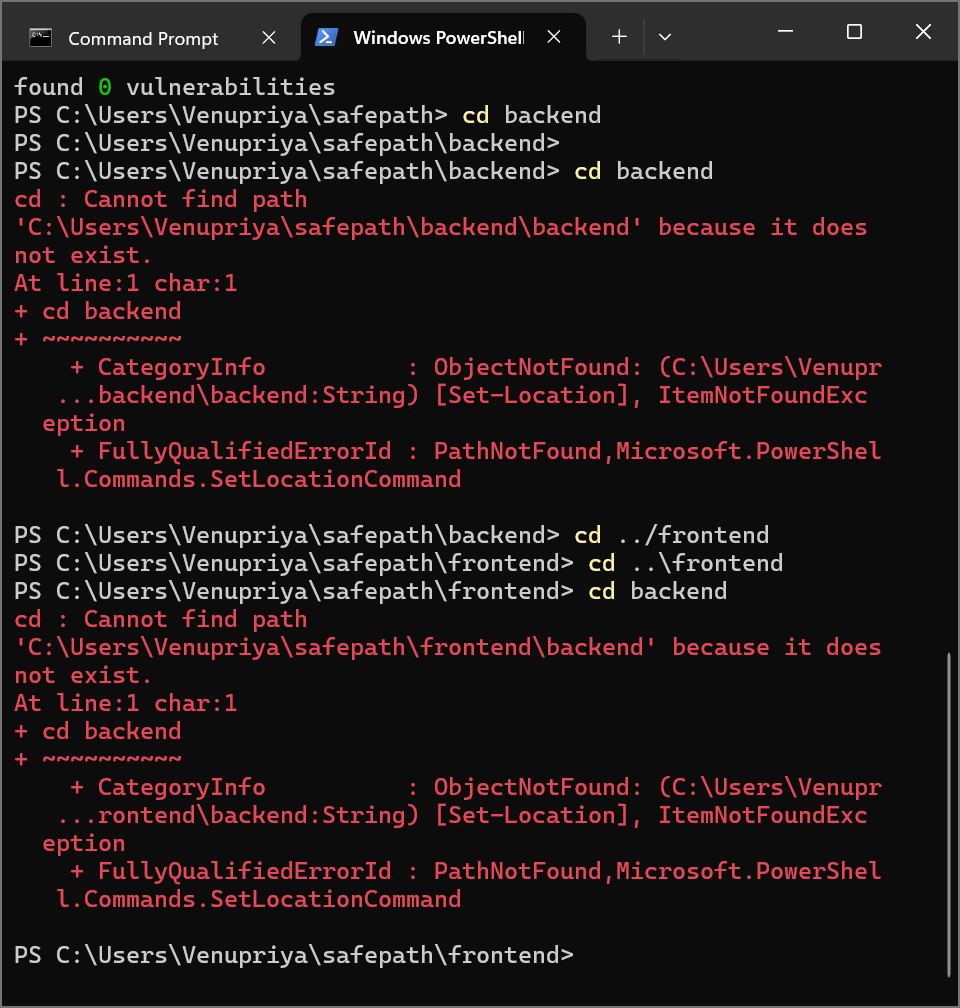 Command Prompt
Windows PowerShell
found 0 vulnerabilities
PS C:\Users\Venupriya\safepath> cd backend
PS C:\Users\Venupriya\safepath\backend>
PS C:\Users\Venupriya\safepath\backend> cd backend
cd : Cannot find path
'C:\Users\Venupriya\safepath\backend\backend' because it does
not exist.
At line:1 char:1
+ cd backend
+ ~~~~~~~~~~
    + CategoryInfo          : ObjectNotFound: (C:\Users\Venupr
   ...backend\backend:String) [Set-Location], ItemNotFoundExc
  eption
    + FullyQualifiedErrorId : PathNotFound,Microsoft.PowerShel
   l.Commands.SetLocationCommand
PS C:\Users\Venupriya\safepath\backend> cd ../frontend
PS C:\Users\Venupriya\safepath\frontend> cd ..\frontend
PS C:\Users\Venupriya\safepath\frontend> cd backend
cd : Cannot find path
'C:\Users\Venupriya\safepath\frontend\backend' because it does
not exist.
At line:1 char:1
+ cd backend
+ ~~~~~~~~~~
    + CategoryInfo          : ObjectNotFound: (C:\Users\Venupr
   ...rontend\backend:String) [Set-Location], ItemNotFoundExc
  eption
    + FullyQualifiedErrorId : PathNotFound,Microsoft.PowerShel
   l.Commands.SetLocationCommand
PS C:\Users\Venupriya\safepath\frontend>